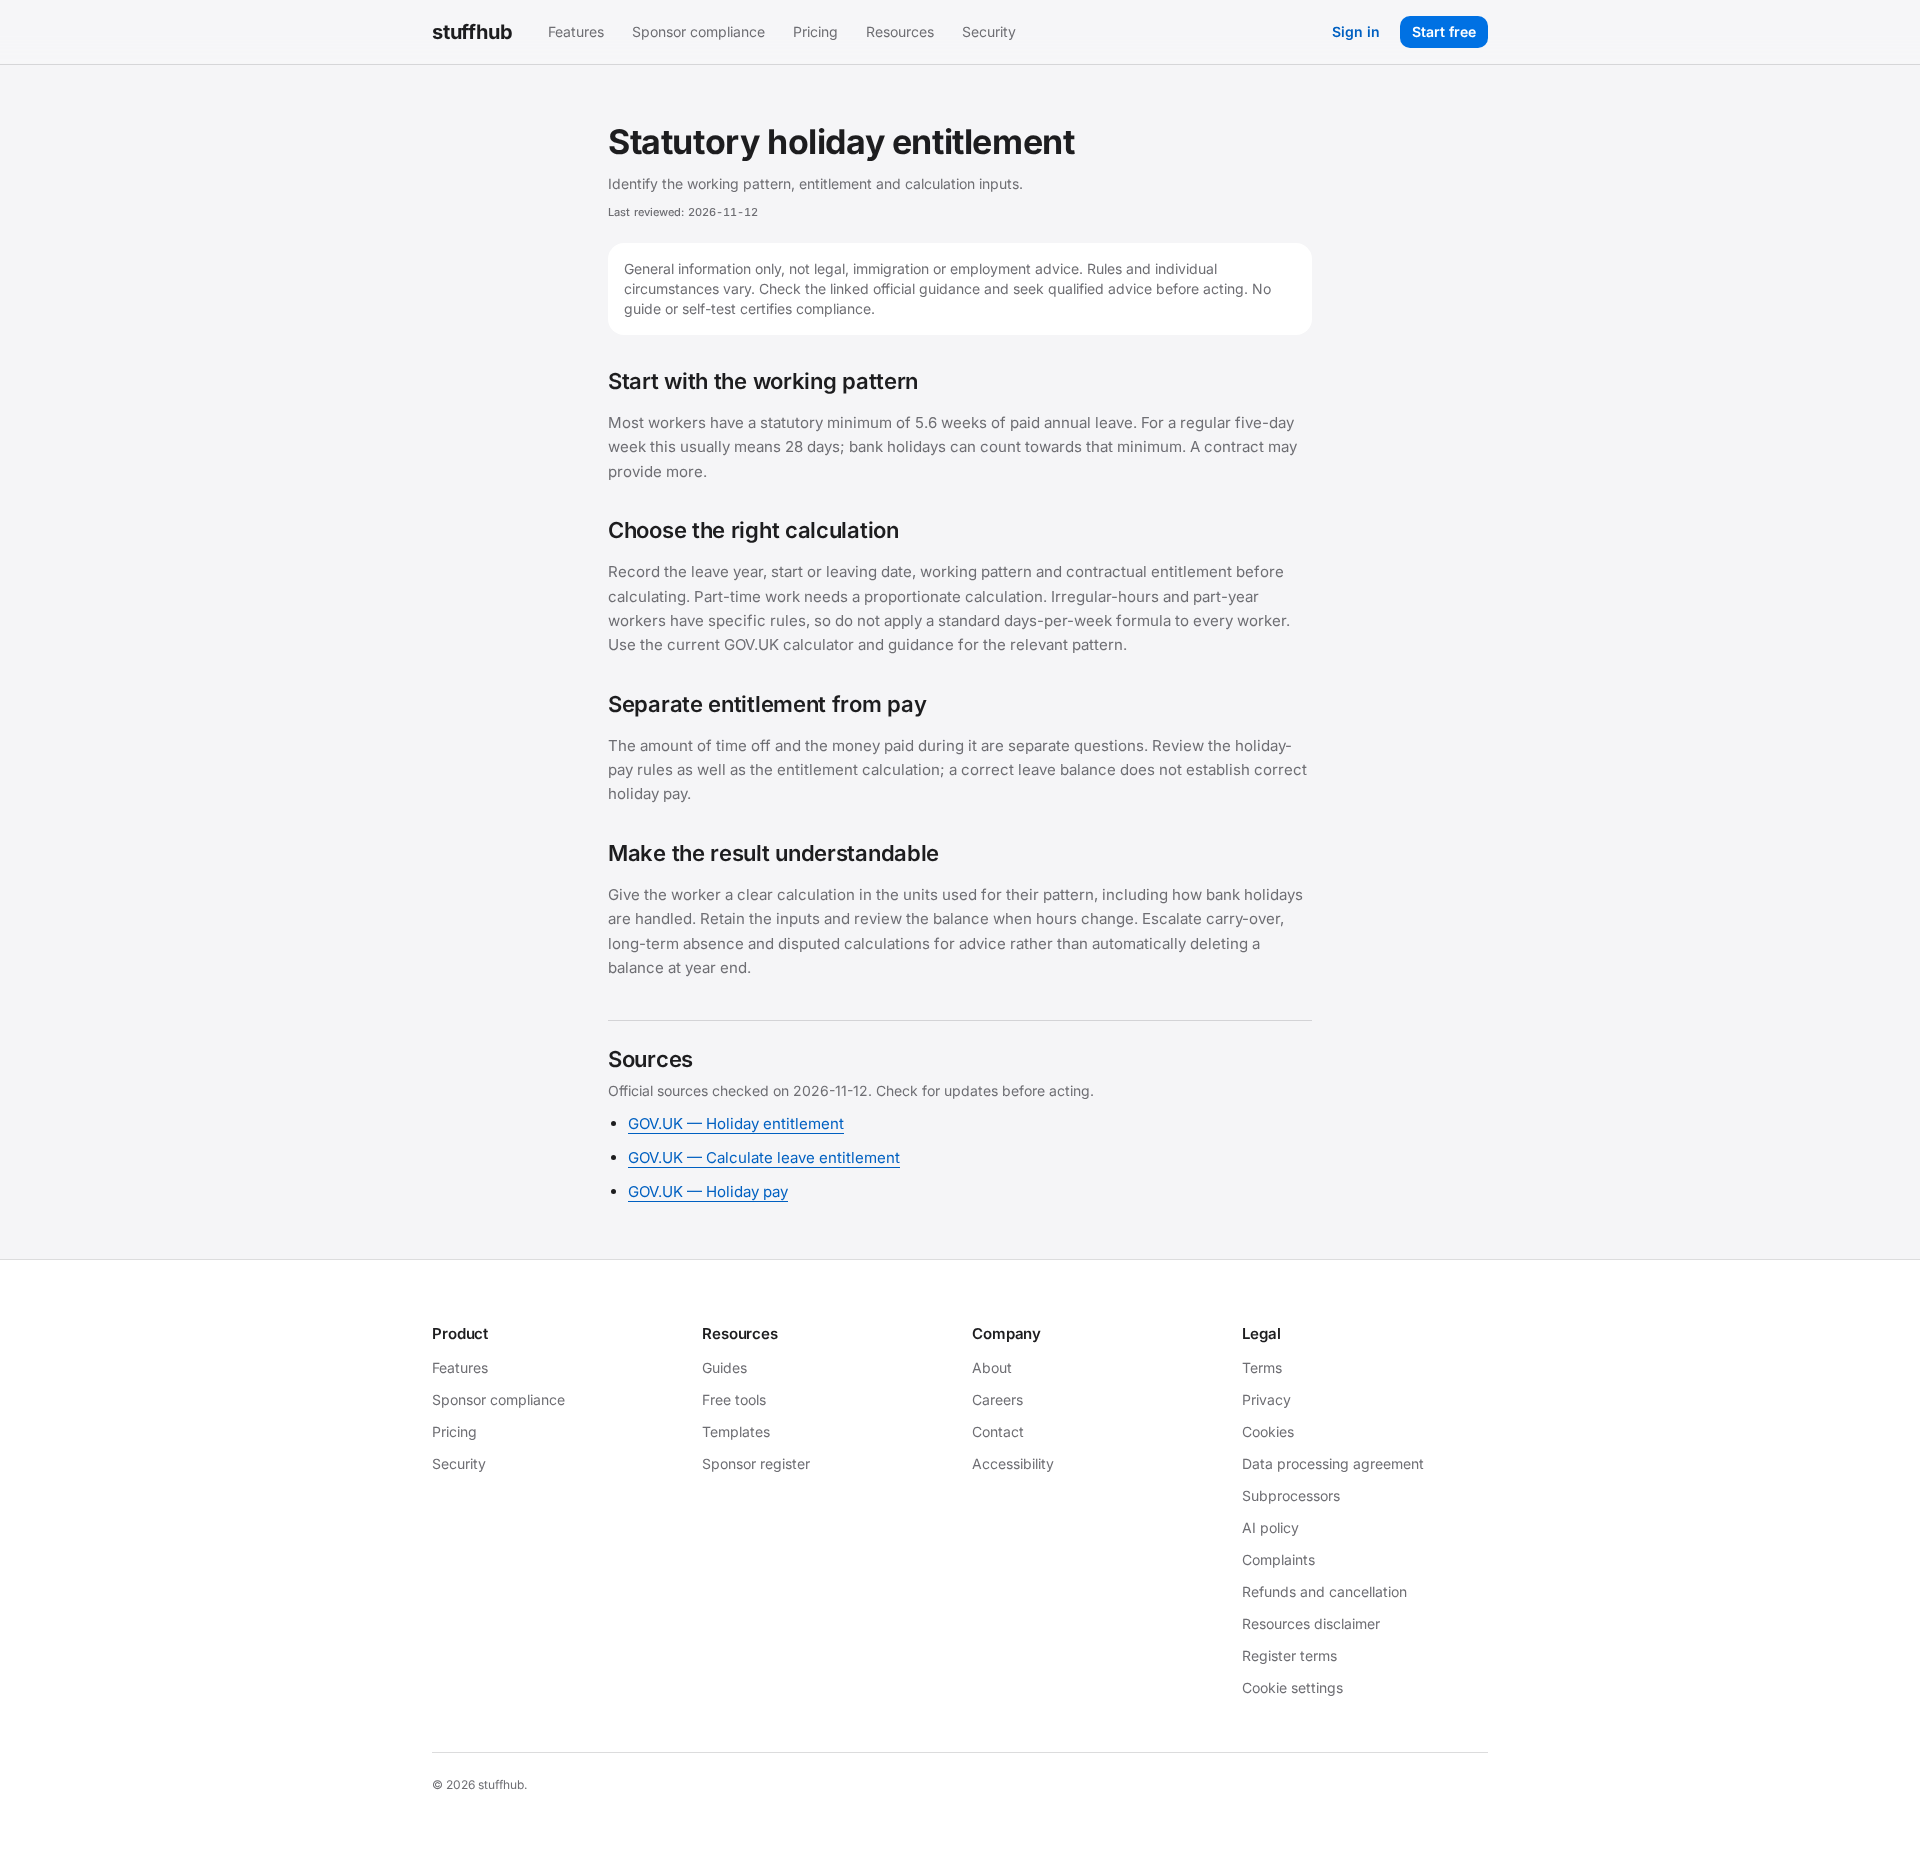 stuffhub
Features
Sponsor compliance
Pricing
Resources
Security
Sign in
Start free
Statutory holiday entitlement
Identify the working pattern, entitlement and calculation inputs.
Last reviewed: 2026-11-12
General information only, not legal, immigration or employment advice. Rules and individual
circumstances vary. Check the linked official guidance and seek qualified advice before acting. No
guide or self-test certifies compliance.
Start with the working pattern
Most workers have a statutory minimum of 5.6 weeks of paid annual leave. For a regular five-day
week this usually means 28 days; bank holidays can count towards that minimum. A contract may
provide more.
Choose the right calculation
Record the leave year, start or leaving date, working pattern and contractual entitlement before
calculating. Part-time work needs a proportionate calculation. Irregular-hours and part-year
workers have specific rules, so do not apply a standard days-per-week formula to every worker.
Use the current GOV.UK calculator and guidance for the relevant pattern.
Separate entitlement from pay
The amount of time off and the money paid during it are separate questions. Review the holiday-
pay rules as well as the entitlement calculation; a correct leave balance does not establish correct
holiday pay.
Make the result understandable
Give the worker a clear calculation in the units used for their pattern, including how bank holidays
are handled. Retain the inputs and review the balance when hours change. Escalate carry-over,
long-term absence and disputed calculations for advice rather than automatically deleting a
balance at year end.
Sources
Official sources checked on 2026-11-12. Check for updates before acting.
• GOV.UK — Holiday entitlement
• GOV.UK — Calculate leave entitlement
• GOV.UK — Holiday pay
Product
Features
Sponsor compliance
Pricing
Security
Resources
Guides
Free tools
Templates
Sponsor register
Company
About
Careers
Contact
Accessibility
Legal
Terms
Privacy
Cookies
Data processing agreement
Subprocessors
AI policy
Complaints
Refunds and cancellation
Resources disclaimer
Register terms
Cookie settings
© 2026 stuffhub.